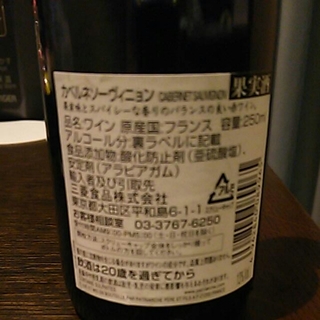 カベルネソーヴィニョン CABERNET SAUVIGNON
果実酒
果実味とスパイシーな香りのバランスの良い赤ワイン。
品名:ワイン 原産国:フランス 容量:250ml
アルコール分:裏ラベルに記載
食品添加物:酸化防止剤(亜硫酸塩)、
安定剤(アラビアガム)
輸入者及び引取先
三菱食品株式会社
東京都大田区平和島6-1-1
お客様相談室 03-3767-6250
アルミ
飲酒は20歳を過ぎてから